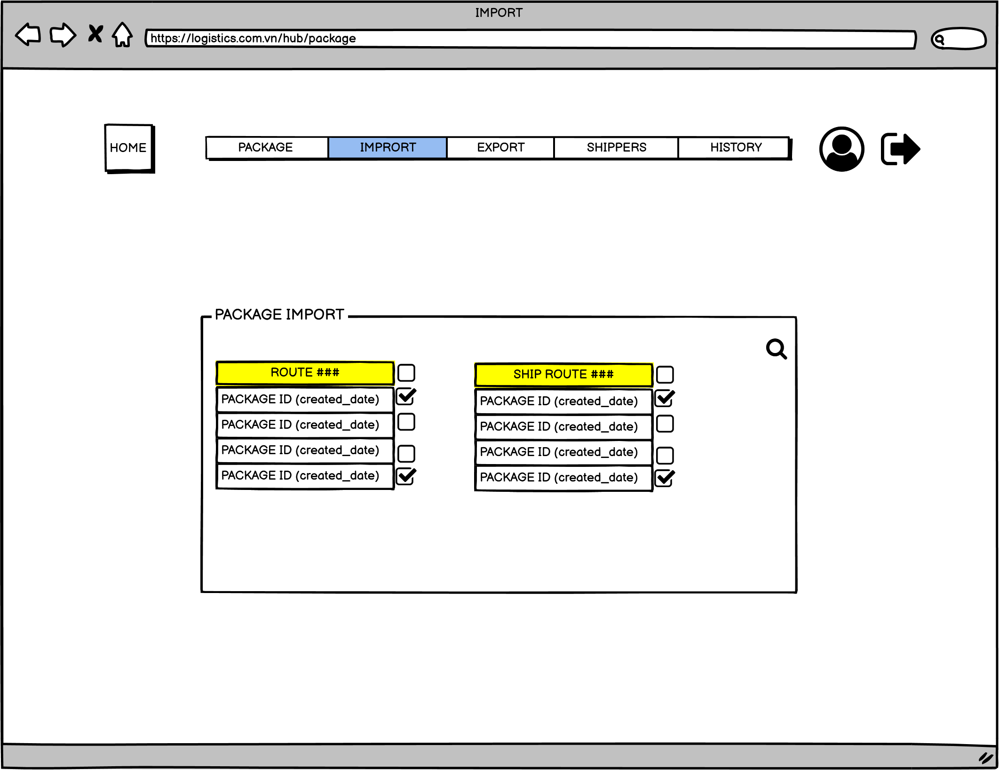 IMPORT
https://logistics.com.vn/hub/package
HOME
PACKAGE
IMPRORT
EXPORT
SHIPPERS
HISTORY
PACKAGE IMPORT
ROUTE ###
PACKAGE ID (created_date)
PACKAGE ID (created_date)
PACKAGE ID (created_date)
PACKAGE ID (created_date)
SHIP ROUTE ###
PACKAGE ID (created_date)
PACKAGE ID (created_date)
PACKAGE ID (created_date)
PACKAGE ID (created_date)